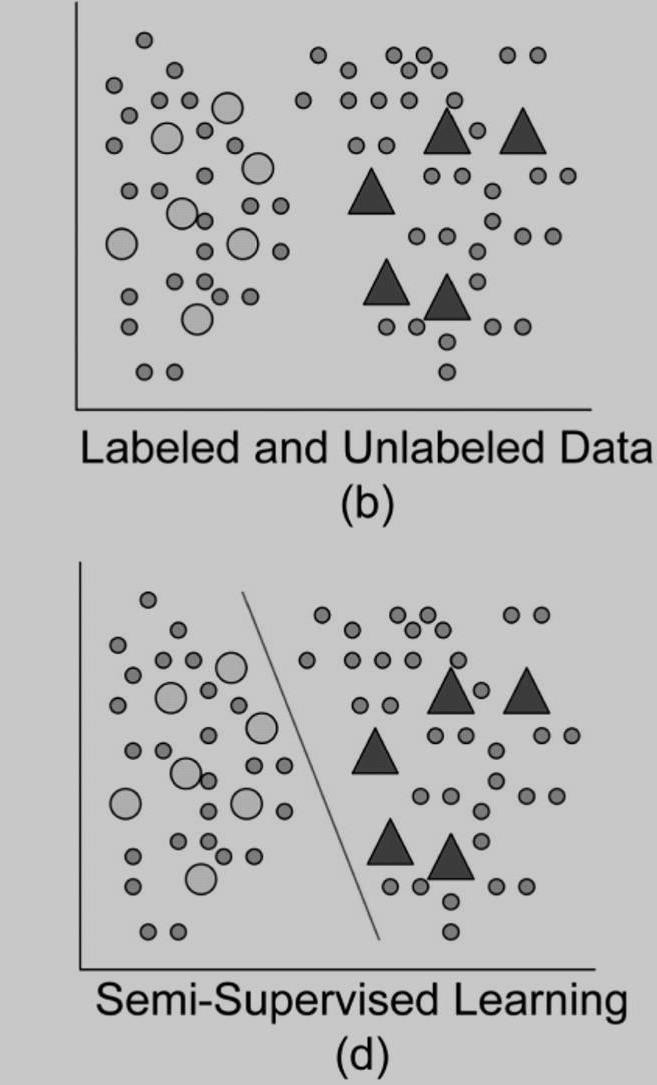 Labeled and Unlabeled Data
(b)
Semi-Supervised Learning
(d)